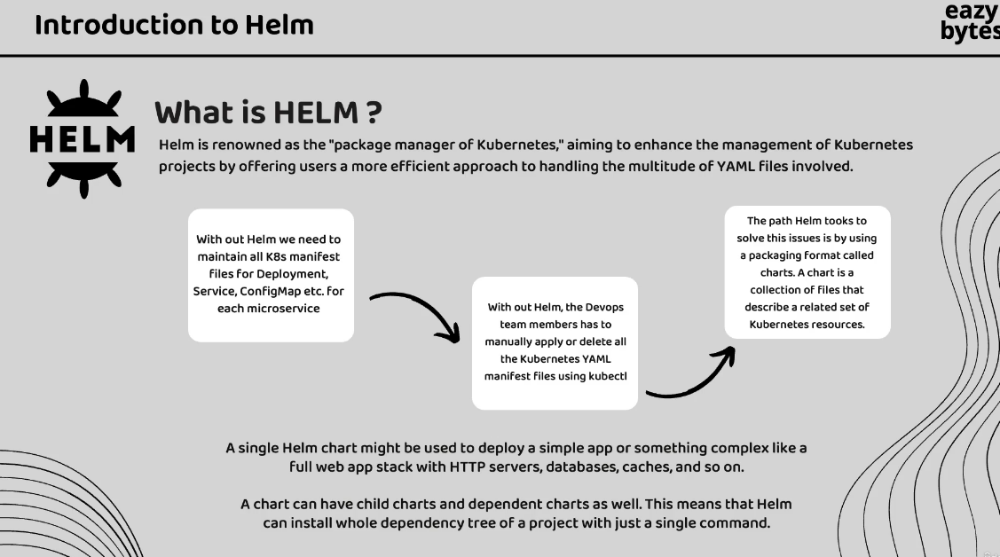 Introduction to Helm
eazy
bytes
HELM
What is HELM ?
Helm is renowned as the "package manager of Kubernetes," aiming to enhance the management of Kubernetes
projects by offering users a more efficient approach to handling the multitude of YAML files involved.
With out Helm we need to
maintain all K8s manifest
files for Deployment,
Service, ConfigMap etc. for
each microservice
With out Helm, the Devops
team members has to
manually apply or delete all
the Kubernetes YAML
manifest files using kubectl
The path Helm tooks to
solve this issues is by using
a packaging format called
charts. A chart is a
collection of files that
describe a related set of
Kubernetes resources.
A single Helm chart might be used to deploy a simple app or something complex like a
full web app stack with HTTP servers, databases, caches, and so on.
A chart can have child charts and dependent charts as well. This means that Helm
can install whole dependency tree of a project with just a single command.